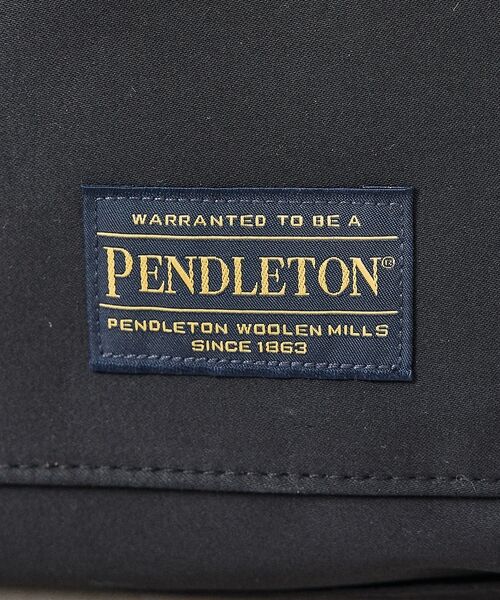 WARRANTED TO BE A
PENDLETON®
PENDLETON WOOLEN MILLS
SINCE 1863